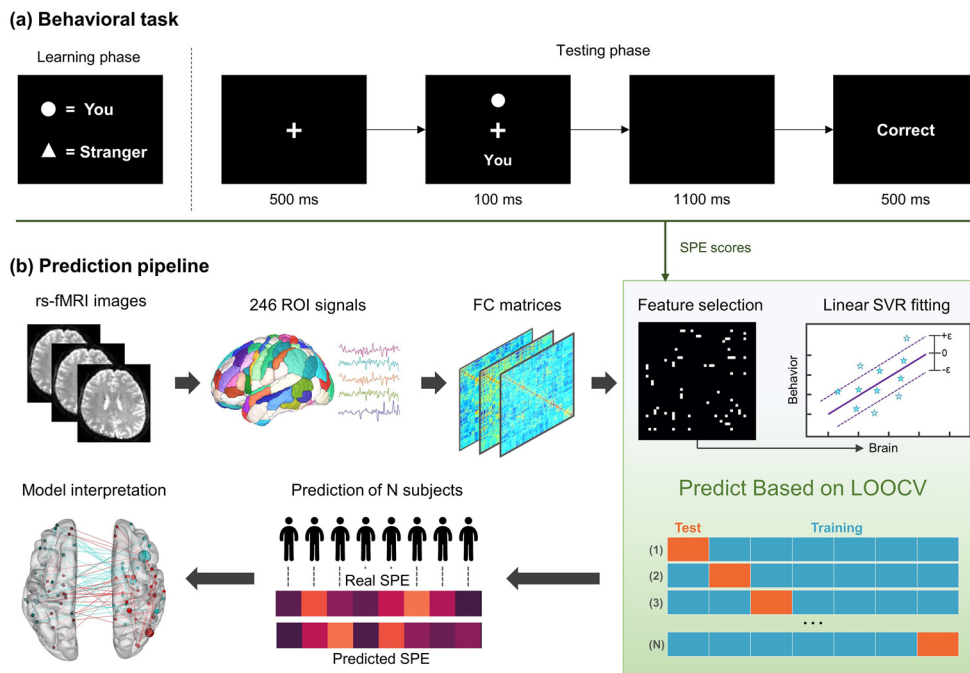 (a) Behavioral task
Learning phase
Testing phase
= You
= Stranger
+
+
You
Correct
500 ms
100 ms
1100 ms
500 ms
SPE scores
(b) Prediction pipeline
rs-fMRI images
246 ROI signals
FC matrices
Feature selection
Linear SVR fitting
+ε
0
-ε
Behavior
Brain
Predict Based on LOOCV
Test
Training
(1)
(2)
(3)
...
(N)
Model interpretation
Prediction of N subjects
Real SPE
Predicted SPE